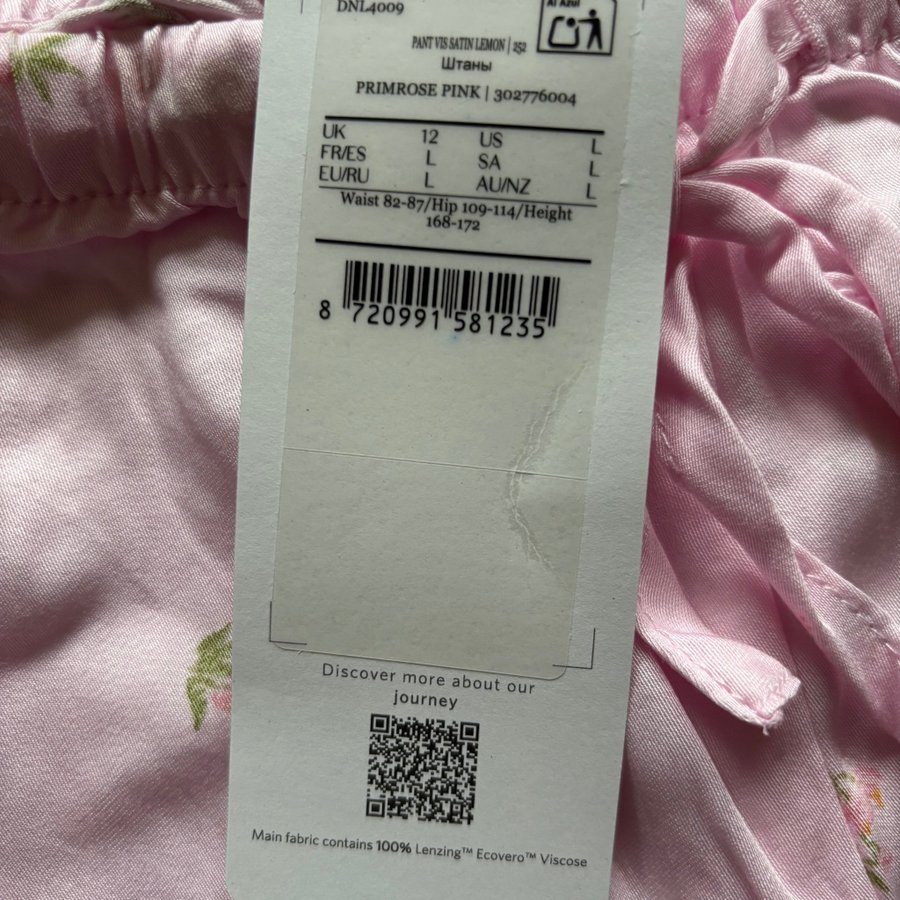 DNL4009
Al Azul
PANT VIS SATIN LEMON | 252
Штаны
PRIMROSE PINK | 302776004
UK 12 US L
FR/ES L SA L
EU/RU L AU/NZ L
Waist 82-87/Hip 109-114/Height
168-172
8 720991 581235
Discover more about our
journey
Main fabric contains 100% Lenzing™ Ecovero™ Viscose